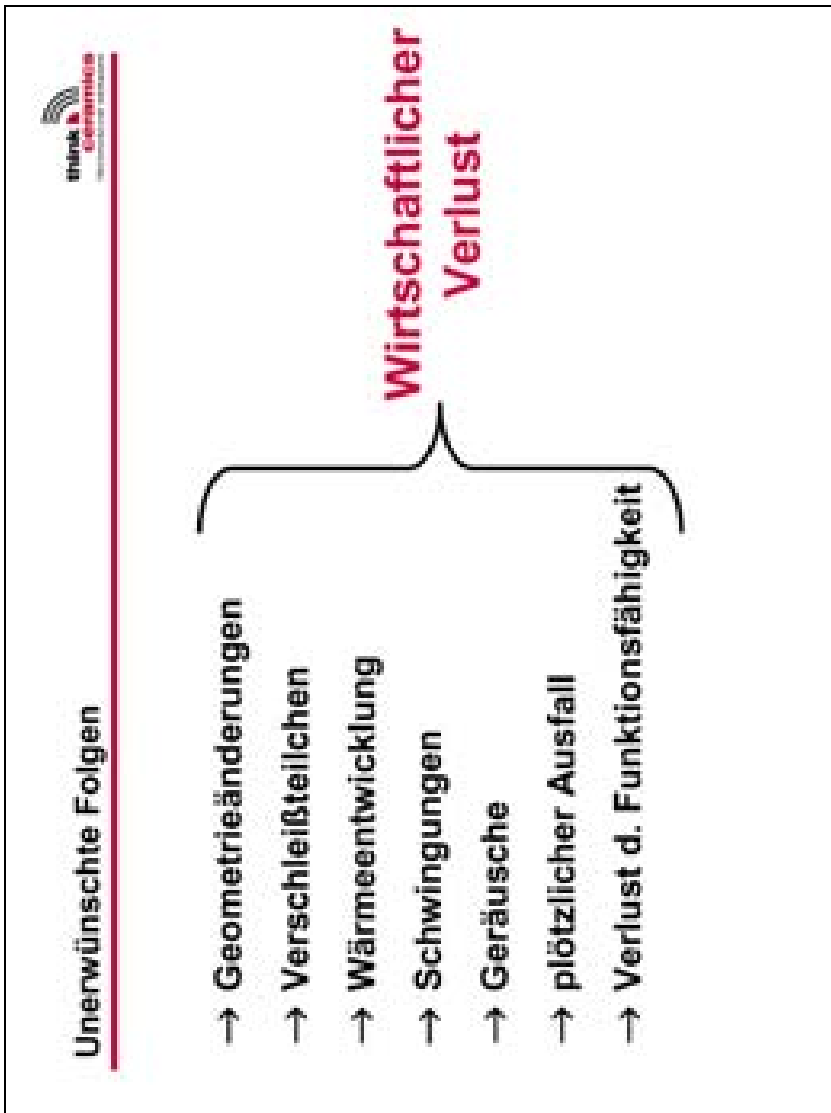 Unerwünschte Folgen
think
ceramics
→ Geometrieänderungen
→ Verschleißteilchen
→ Wärmeentwicklung
→ Schwingungen
→ Geräusche
→ plötzlicher Ausfall
→ Verlust d. Funktionsfähigkeit
Wirtschaftlicher
Verlust